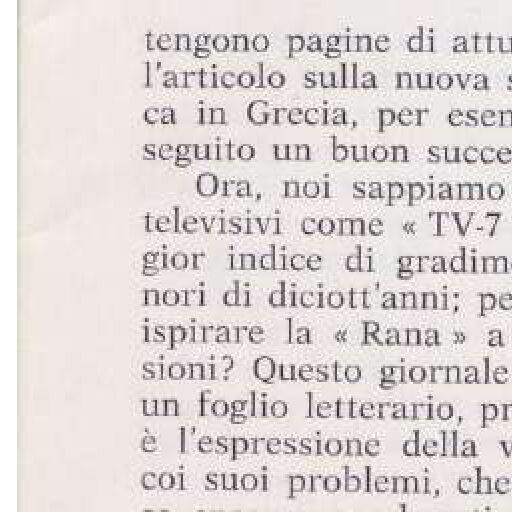 tengono pagine di attu
l'articolo sulla nuova s
ca in Grecia, per esem
seguito un buon succe
Ora, noi sappiamo
televisivi come « TV-7
gior indice di gradim
nori di diciott'anni; pe
ispirare la « Rana » a
sioni? Questo giornale
un foglio letterario, pr
è l'espressione della v
coi suoi problemi, che